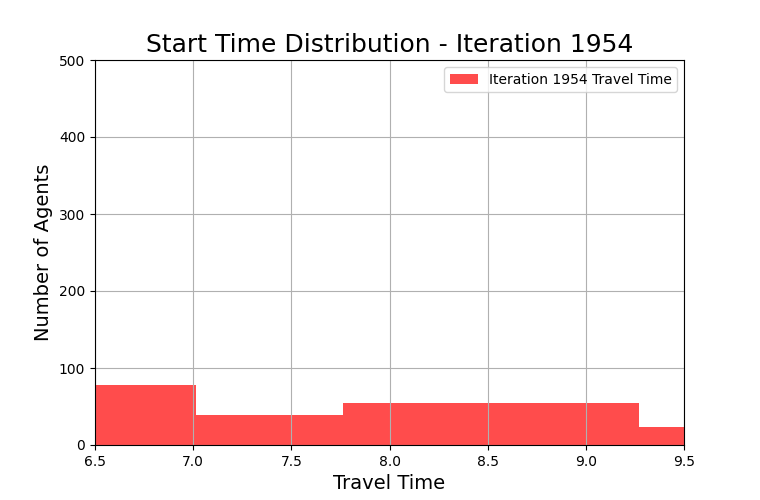 Start Time Distribution - Iteration 1954
Iteration 1954 Travel Time
Number of Agents
500
400
300
200
100
0
6.5 7.0 7.5 8.0 8.5 9.0 9.5
Travel Time